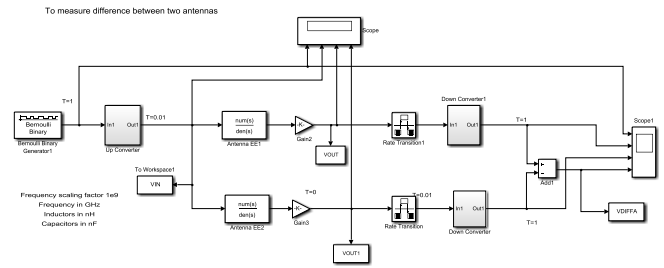 To measure difference between two antennas
Scope
T=1
Bernoulli
Binary
Bernoulli Binary
Generator1
In1 Out1
Up Converter
T=0.01
num(s)
den(s)
Antenna EE1
-K-
Gain2
VOUT
Rate Transition1
Down Converter1
In1 Out1
T=1
Scope1
To Workspace1
VIN
Add1
Frequency scaling factor 1e9
Frequency in GHz
Inductors in nH
Capacitors in nF
num(s)
den(s)
Antenna EE2
T=0
-K-
Gain3
T=0.01
Rate Transition
In1 Out1
Down Converter
T=1
VDIFFA
VOUT1